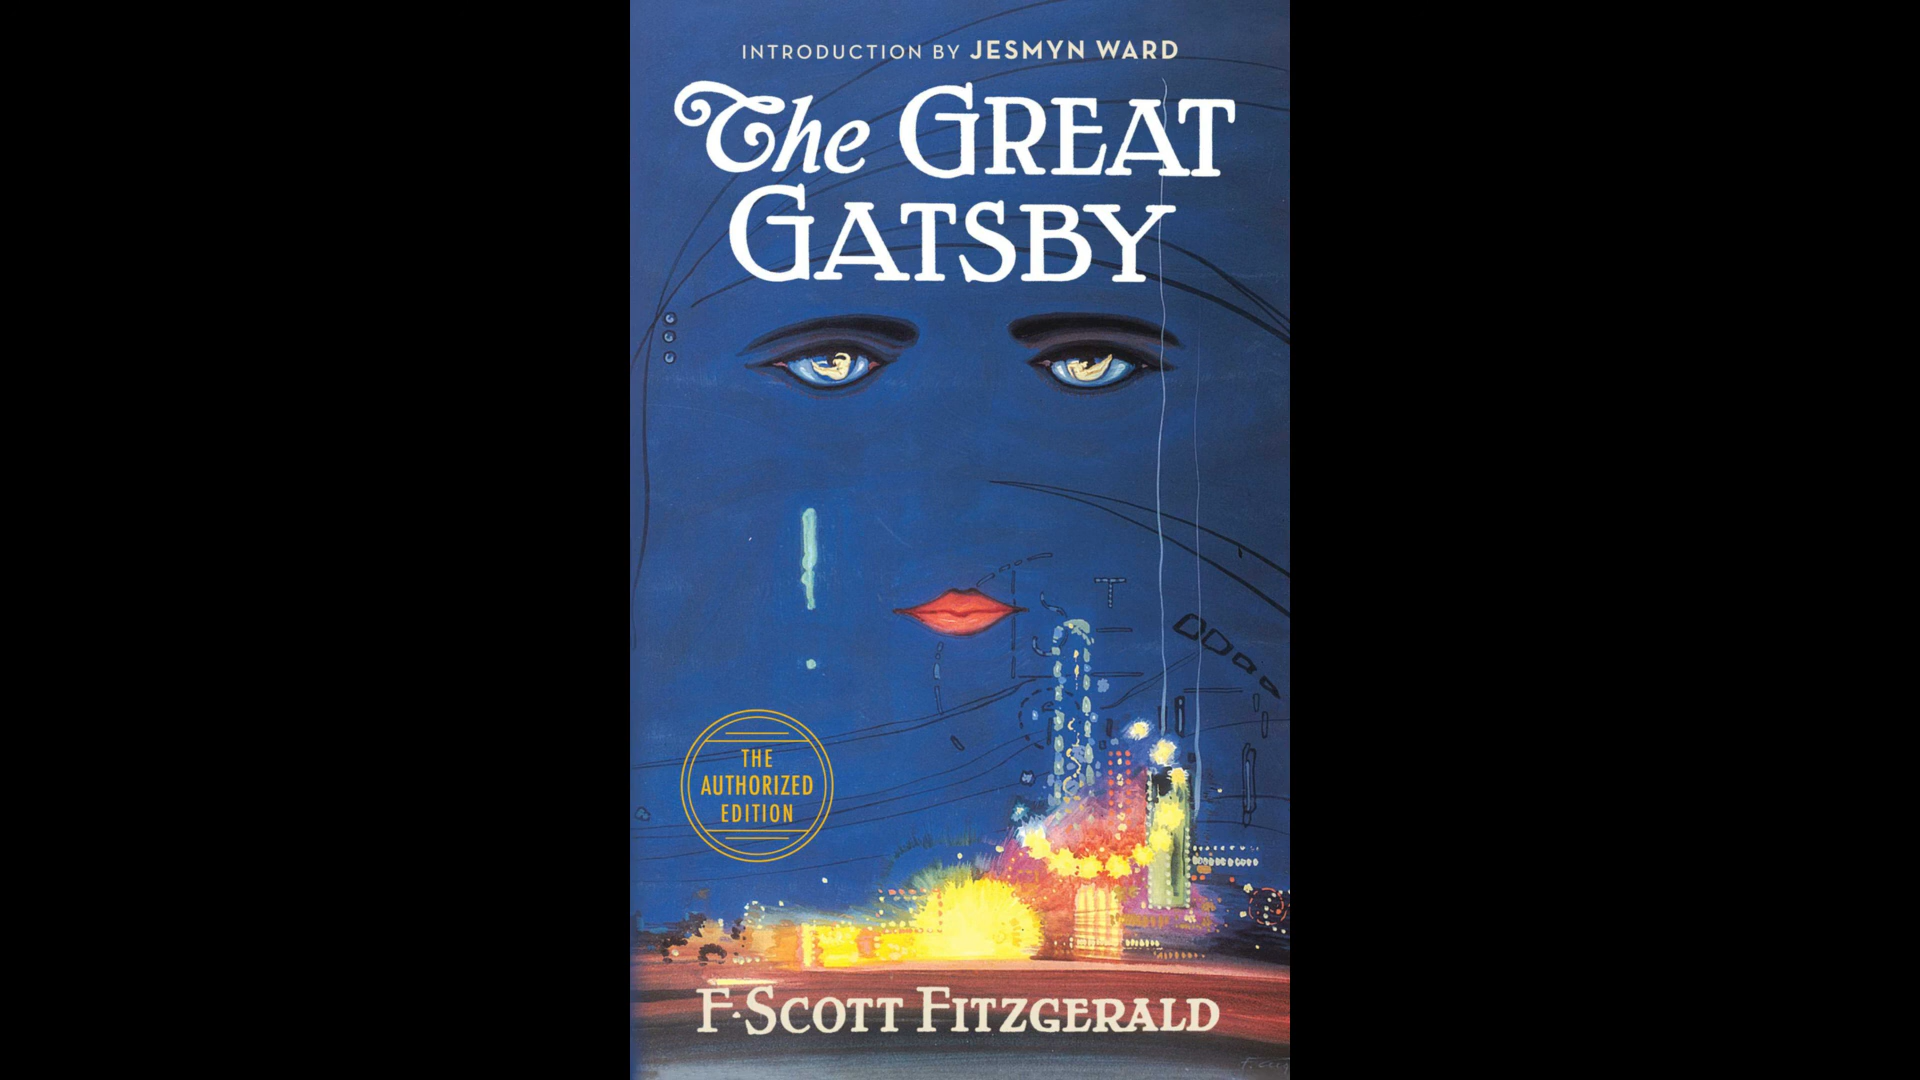 INTRODUCTION BY JESMYN WARD
The GREAT
GATSBY
THE
AUTHORIZED
EDITION
F. SCOTT FITZGERALD